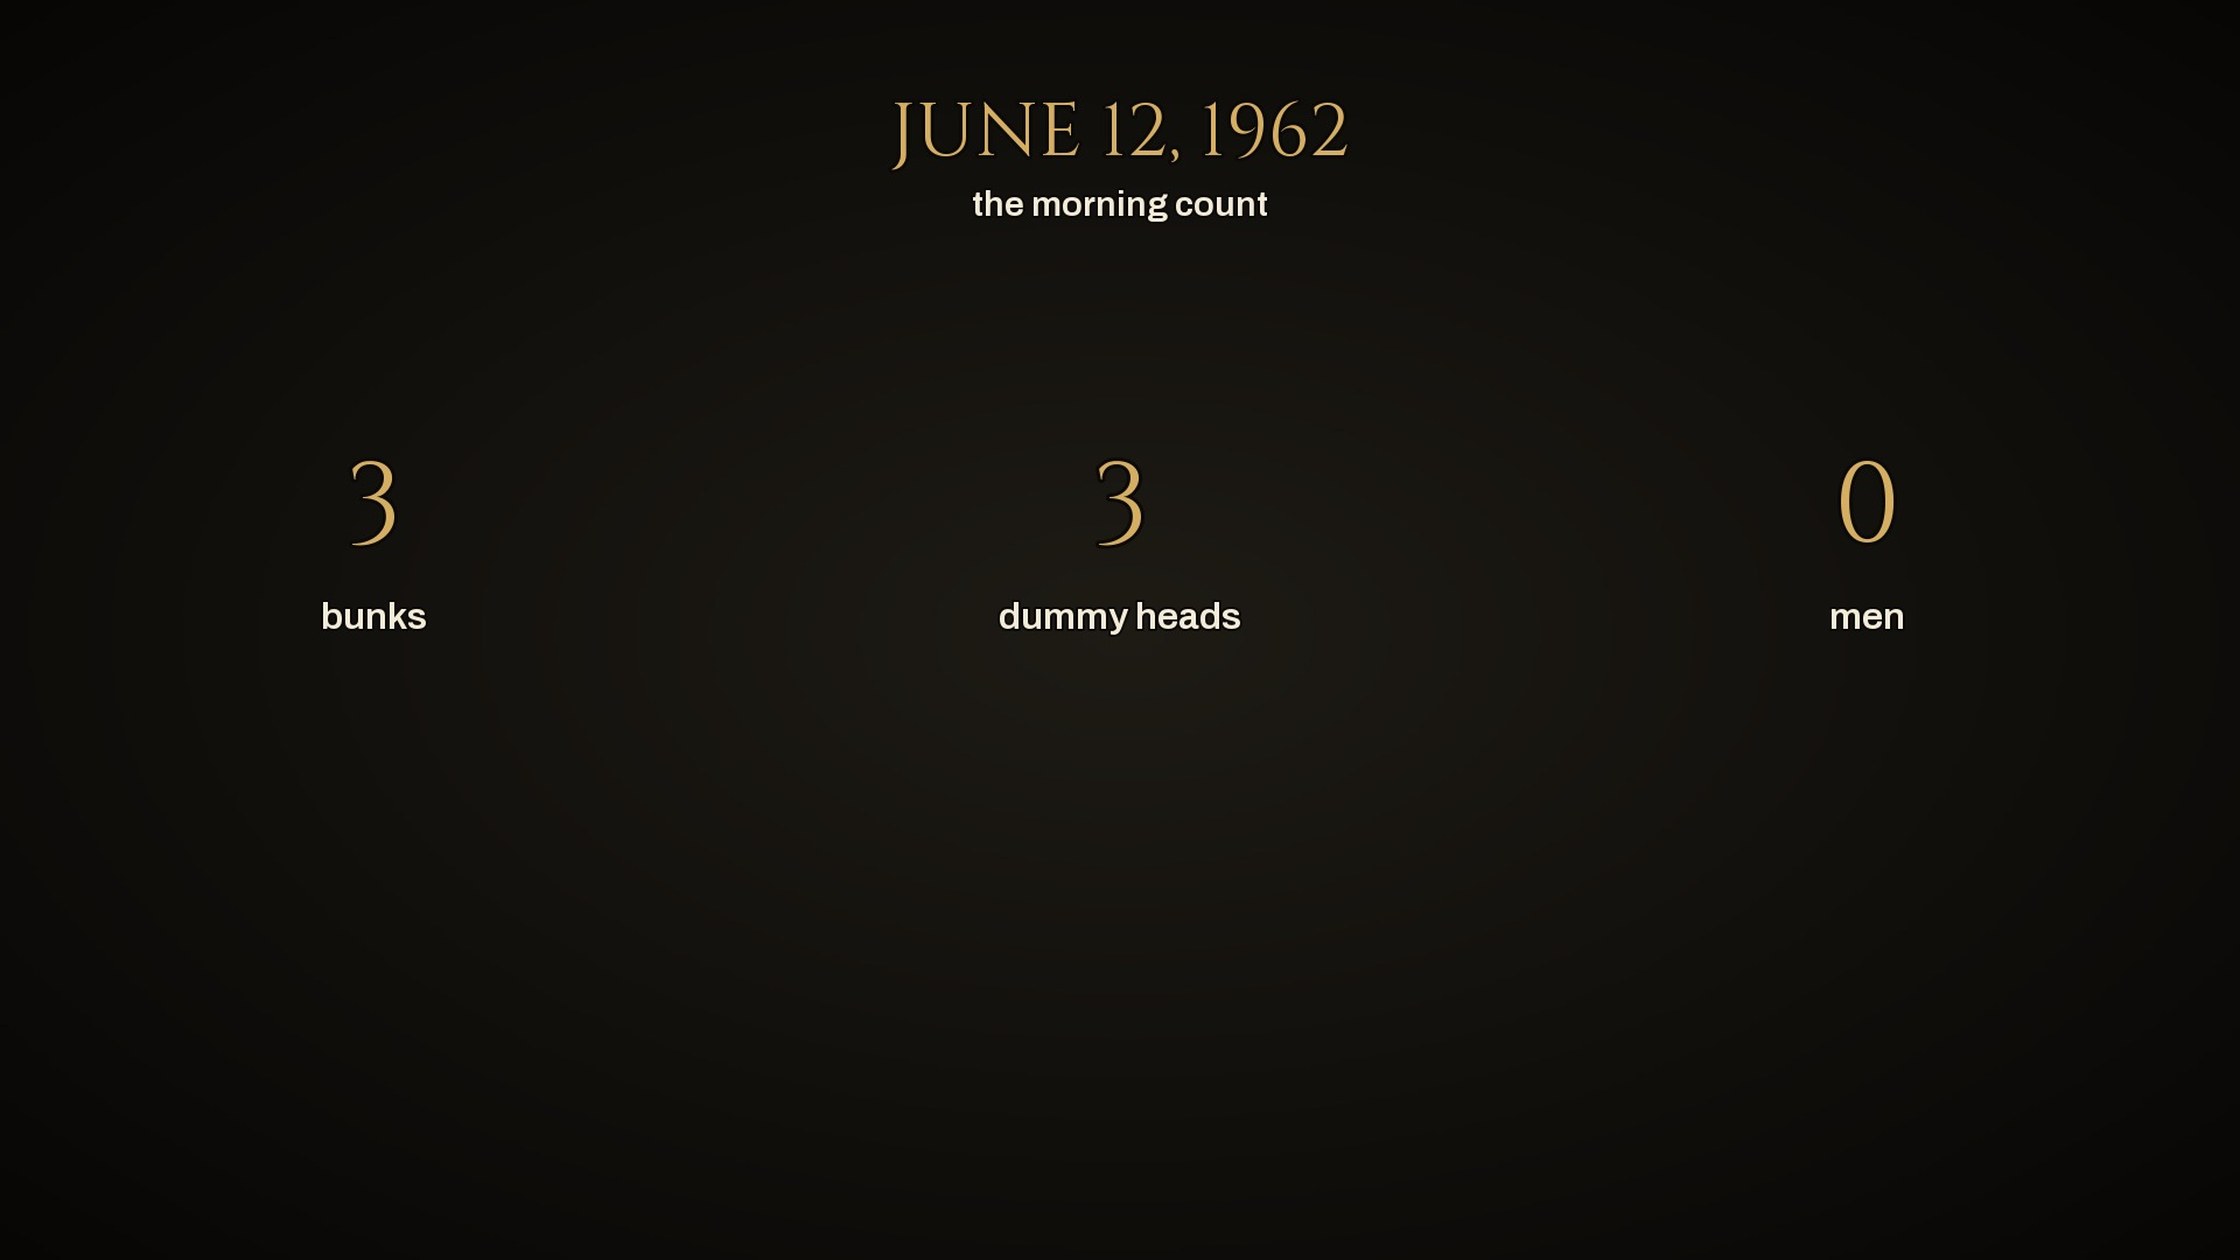 JUNE 12, 1962
the morning count
3
3
0
bunks
dummy heads
men